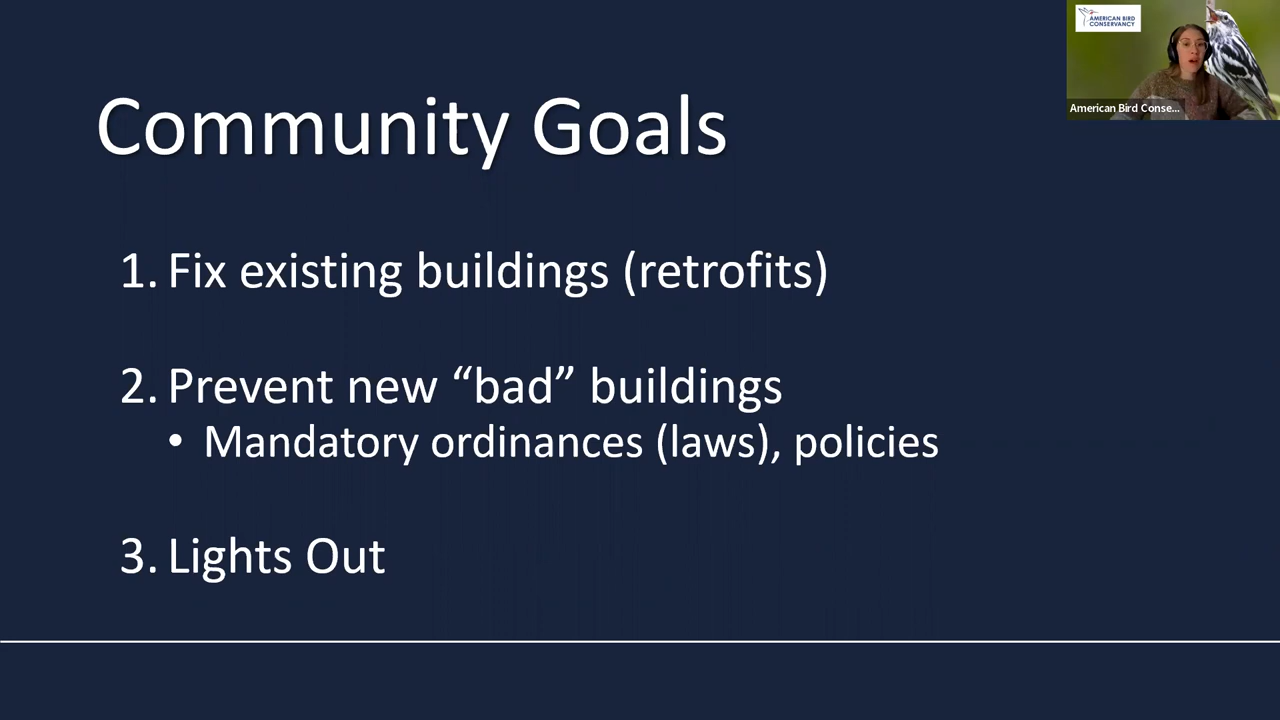 Community Goals
1. Fix existing buildings (retrofits)
2. Prevent new “bad” buildings
• Mandatory ordinances (laws), policies
3. Lights Out
AMERICAN BIRD
CONSERVANCY
American Bird Conse...